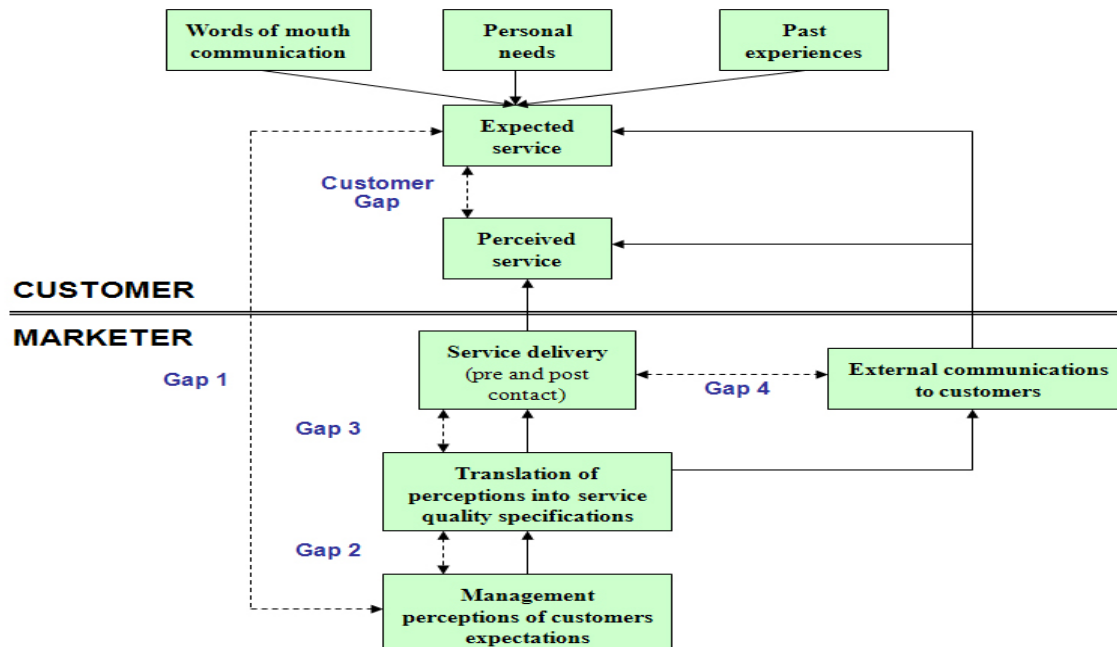 Words of mouth
communication
Personal
needs
Past
experiences
Expected
service
Customer
Gap
Perceived
service
CUSTOMER
MARKETER
Service delivery
(pre and post
contact)
Gap 1
Gap 4
External communications
to customers
Gap 3
Translation of
perceptions into service
quality specifications
Gap 2
Management
perceptions of customers
expectations